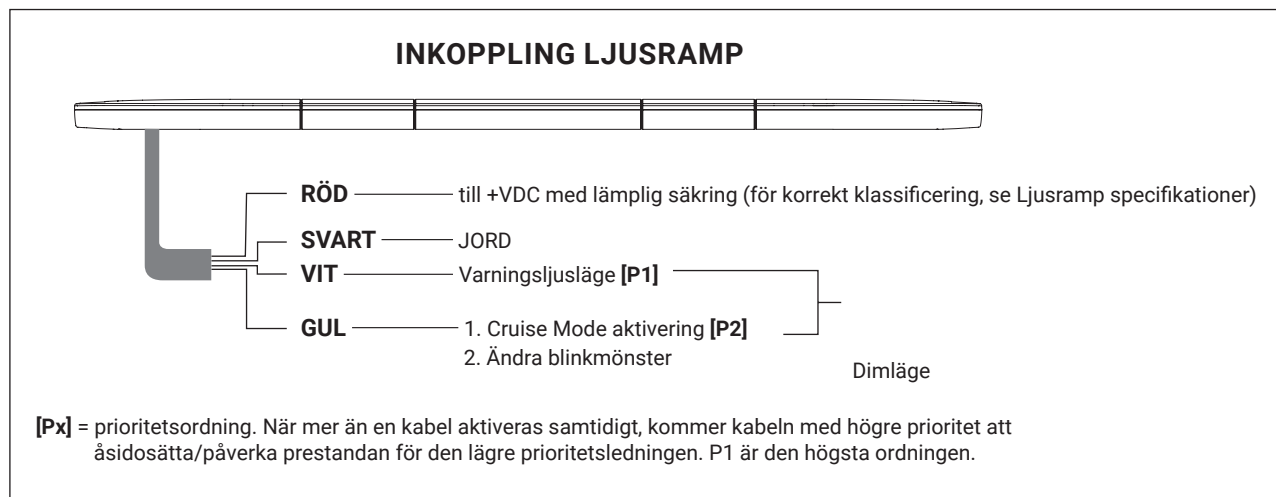 INKOPPLING LJUSRAMP
RÖD till +VDC med lämplig säkring (för korrekt klassificering, se Ljusramp specifikationer)
SVART JORD
VIT Varningsljusläge [P1]
GUL 1. Cruise Mode aktivering [P2]
2. Ändra blinkmönster
Dimläge
[Px] = prioritetsordning. När mer än en kabel aktiveras samtidigt, kommer kabeln med högre prioritet att
åsidosätta/påverka prestandan för den lägre prioritetsledningen. P1 är den högsta ordningen.